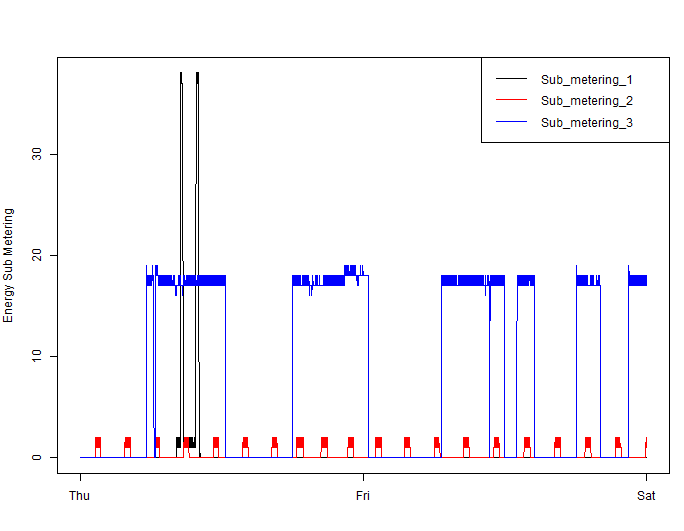 Sub_metering_1
Sub_metering_2
Sub_metering_3
Energy Sub Metering
30
20
10
0
Thu
Fri
Sat